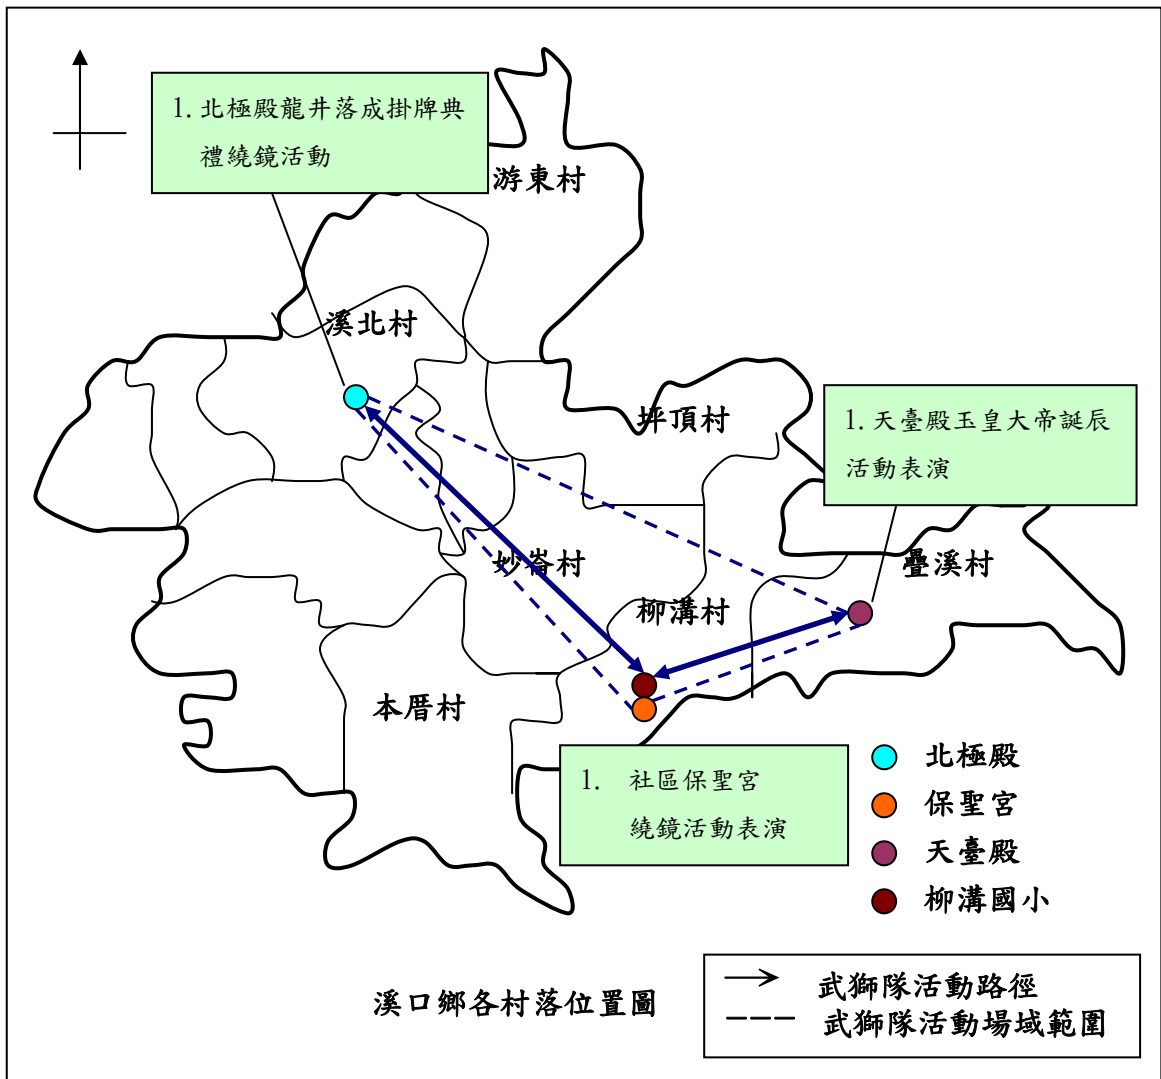 1. 北極殿龍井落成掛牌典
禮繞鏡活動
游東村
溪北村
坪頂村
1. 天臺殿玉皇大帝誕辰
活動表演
妙崙村
疊溪村
柳溝村
本厝村
1. 社區保聖宮
繞鏡活動表演
北極殿
保聖宮
天臺殿
柳溝國小
溪口鄉各村落位置圖
武獅隊活動路徑
武獅隊活動場域範圍